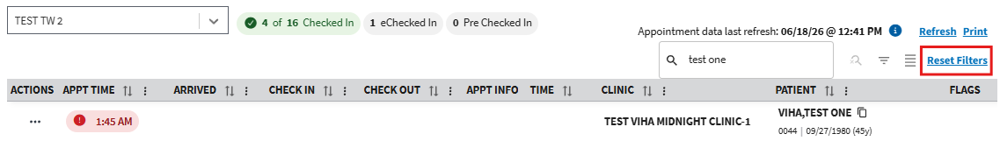 TEST TW 2
4 of 16 Checked In
1 eChecked In
0 Pre Checked In
Appointment data last refresh: 06/18/26 @ 12:41 PM
Refresh Print
test one
Reset Filters
ACTIONS APPT TIME ARRIVED CHECK IN CHECK OUT APPT INFO TIME CLINIC PATIENT FLAGS
1:45 AM TEST VIHA MIDNIGHT CLINIC-1 VIHA,TEST ONE
0044 | 09/27/1980 (45y)